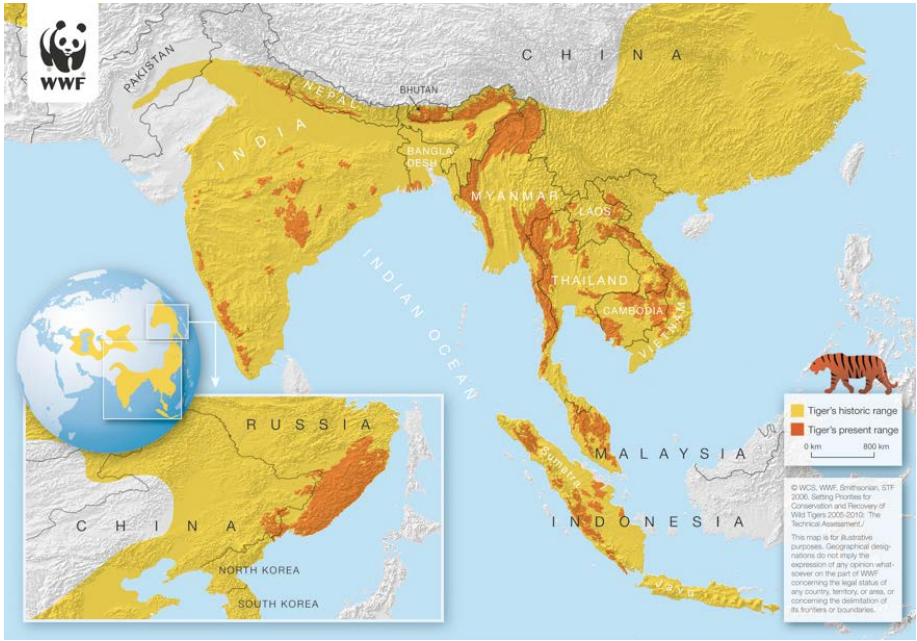 WWF
PAKISTAN
CHINA
NEPAL
BHUTAN
INDIA
BANGLA
DESH
MYANMAR
LAOS
THAILAND
CAMBODIA
VIETNAM
INDIAN OCEAN
Tiger's historic range
Tiger's present range
0 km 800 km
MALAYSIA
Sumatra
INDONESIA
Java
RUSSIA
CHINA
NORTH KOREA
SOUTH KOREA
© WCS, WWF, Smithsonian, STF
2006. Setting Priorities for
Conservation and Recovery of
Wild Tigers 2005-2010: The
Technical Assessment./
This map is for illustrative
purposes. Geographical desig-
nations do not imply the
expression of any opinion what-
soever on the part of WWF
concerning the legal status of
any country, territory, or area, or
concerning the delimitation of
its frontiers or boundaries.